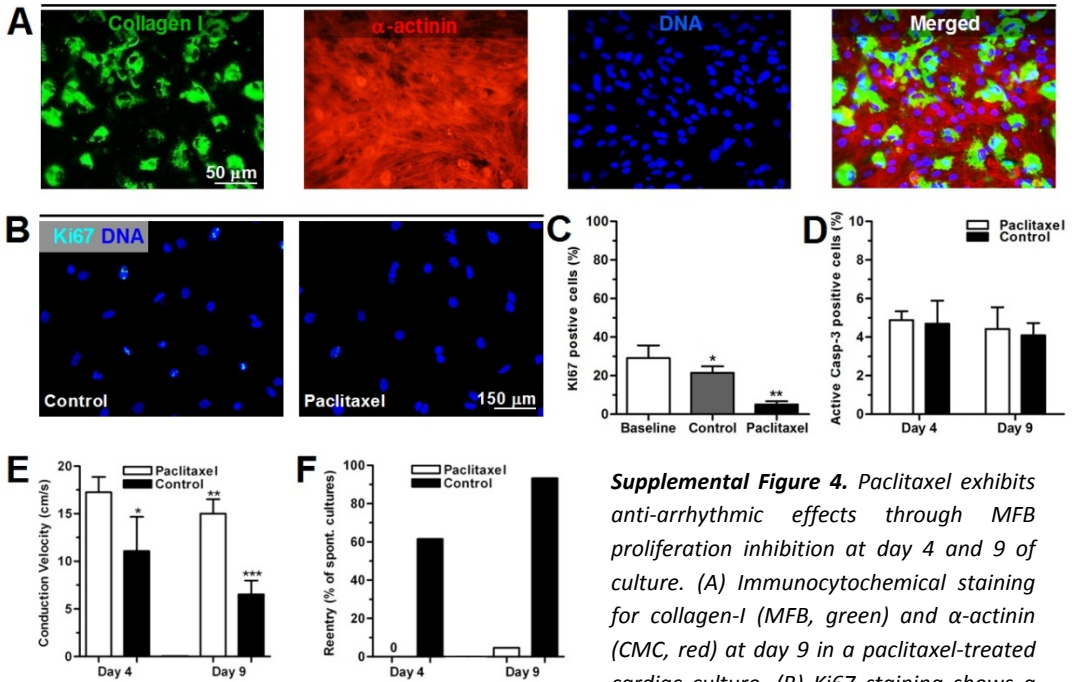 A
Collagen I
α-actinin
DNA
Merged
50 μm
B
Ki67 DNA
Control
Paclitaxel
150 μm
C
KI67 postive cells (%)
100
80
60
40
20
0
*
**
Baseline Control Paclitaxel
D
Active Casp-3 positive cells (%)
10
8
6
4
2
0
Paclitaxel
Control
Day 4 Day 9
E
Conduction Velocity (cm/s)
20
15
10
5
0
Paclitaxel
Control
*
**
***
Day 4 Day 9
F
Reentry (% of spont. cultures)
100
80
60
40
20
0
Paclitaxel
Control
0
Day 4 Day 9
Supplemental Figure 4. Paclitaxel exhibits
anti-arrhythmic effects through MFB
proliferation inhibition at day 4 and 9 of
culture. (A) Immunocytochemical staining
for collagen-I (MFB, green) and α-actinin
(CMC, red) at day 9 in a paclitaxel-treated
cardiac culture. (B) Ki67 staining shows a